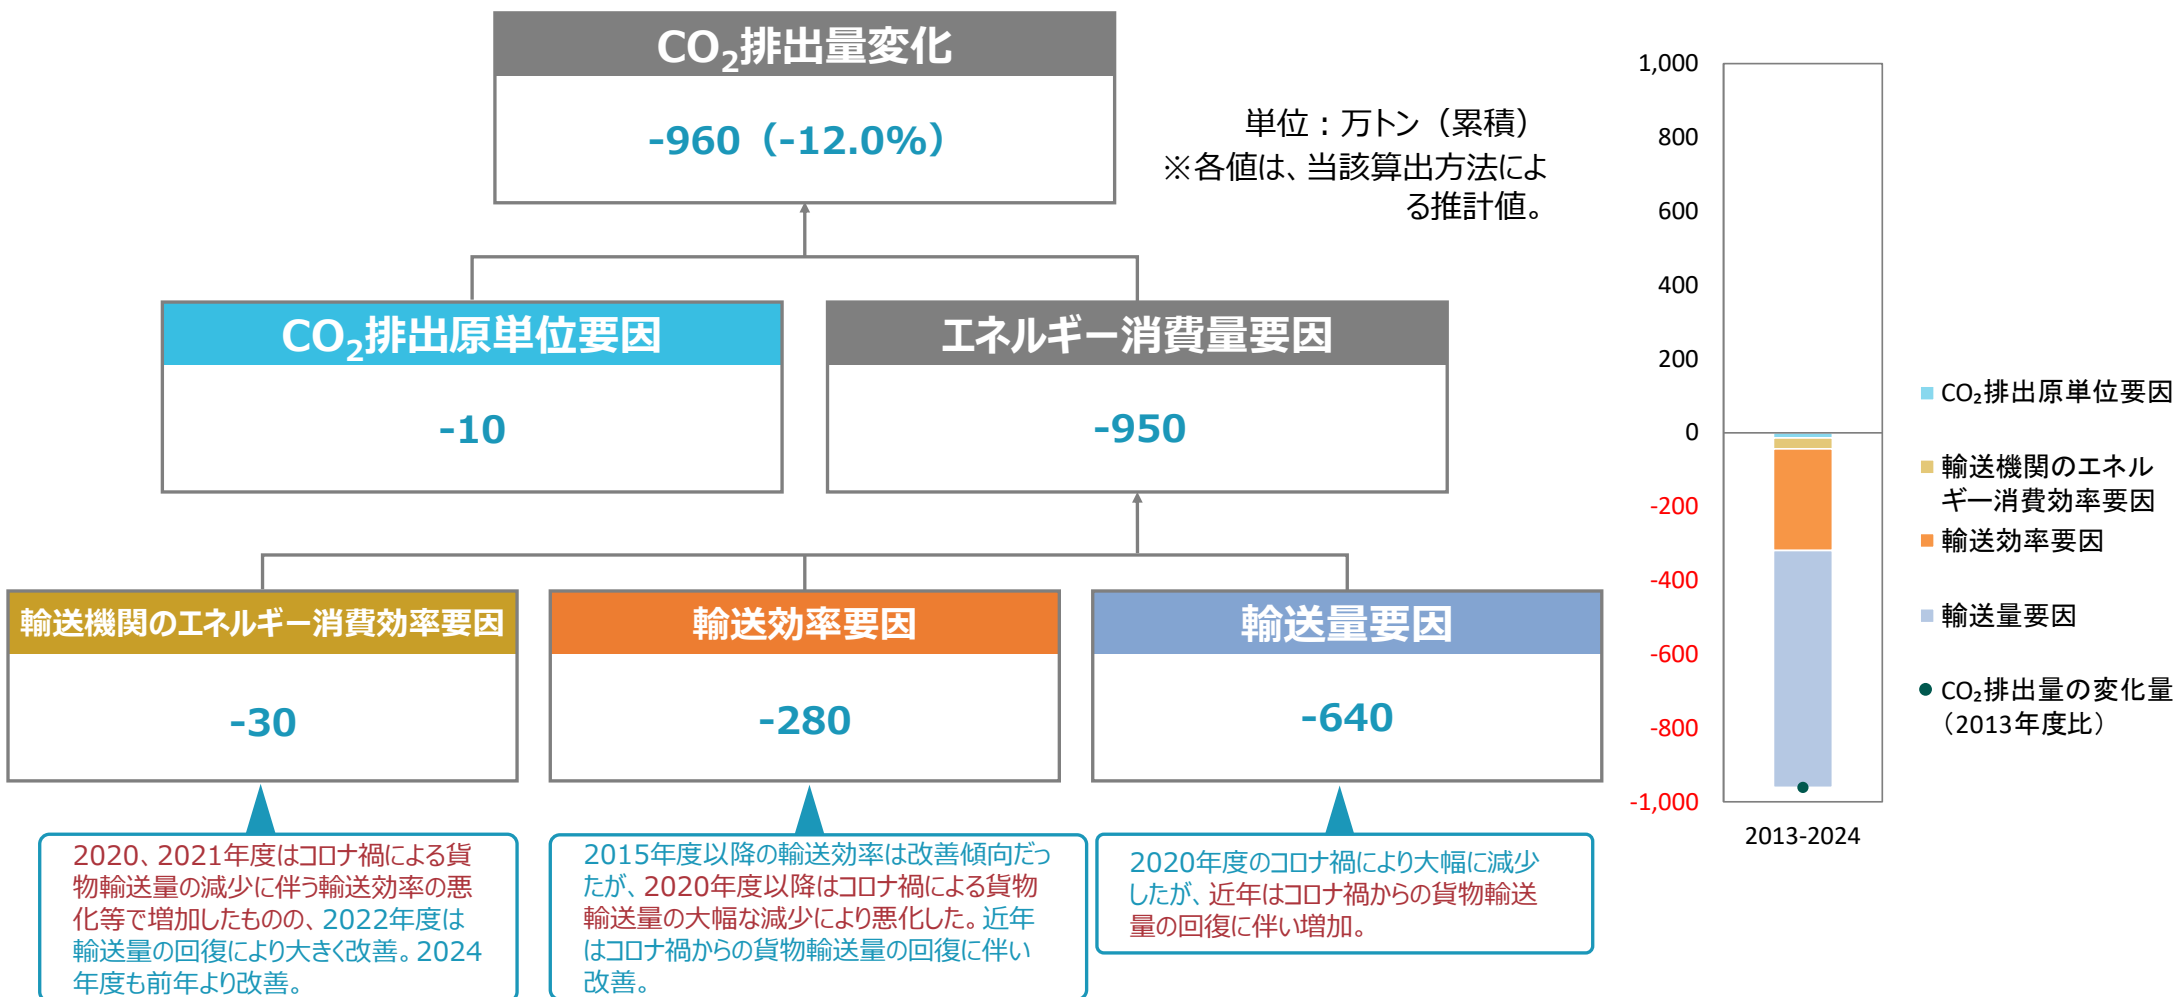 CO₂排出量変化
-960（-12.0%）
単位：万トン（累積）
※各値は、当該算出方法によ
る推計値。
CO₂排出原単位要因
-10
エネルギー消費量要因
-950
輸送機関のエネルギー消費効率要因
-30
輸送効率要因
-280
輸送量要因
-640
2020、2021年度はコロナ禍による貨
物輸送量の減少に伴う輸送効率の悪
化等で増加したものの、2022年度は
輸送量の回復により大きく改善。2024
年度も前年より改善。
2015年度以降の輸送効率は改善傾向だっ
たが、2020年度以降はコロナ禍による貨物
輸送量の大幅な減少により悪化した。近年
はコロナ禍からの貨物輸送量の回復に伴い
改善。
2020年度のコロナ禍により大幅に減少
したが、近年はコロナ禍からの貨物輸送
量の回復に伴い増加。
1,000
800
600
400
200
0
-200
-400
-600
-800
-1,000
2013-2024
CO₂排出原単位要因
輸送機関のエネル
ギー消費効率要因
輸送効率要因
輸送量要因
CO₂排出量の変化量
（2013年度比）